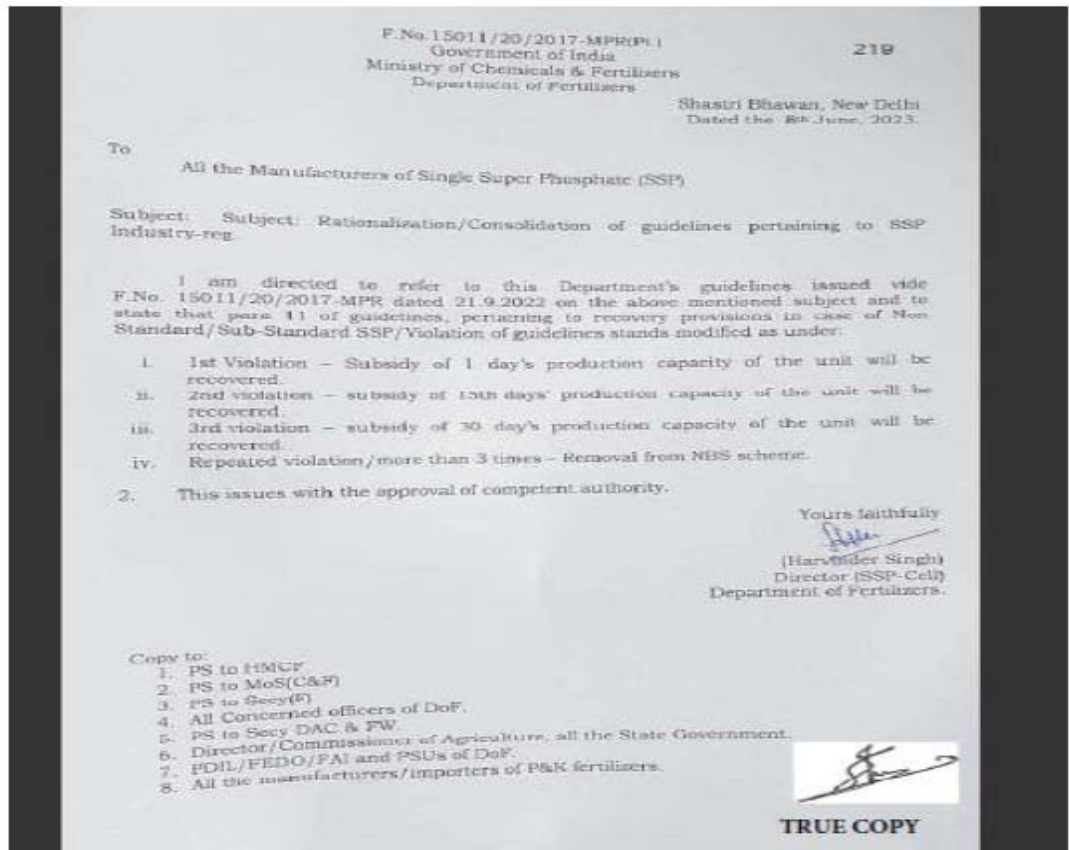 F.No.15011/20/2017-MPR(Pt.)
219
Government of India
Ministry of Chemicals & Fertilizers
Department of Fertilizers
Shastri Bhawan, New Delhi
Dated the 8th June, 2023.
To
All the Manufacturers of Single Super Phosphate (SSP)
Subject: Subject: Rationalization/Consolidation of guidelines pertaining to SSP
Industry-reg
I am directed to refer to this Department's guidelines issued vide
F.No. 15011/20/2017-MPR dated 21.9.2022 on the above mentioned subject and to
state that para 11 of guidelines, pertaining to recovery provisions in case of Non
Standard/Sub-Standard SSP/Violation of guidelines stands modified as under:
i. 1st Violation – Subsidy of 1 day's production capacity of the unit will be
recovered.
ii. 2nd violation – subsidy of 15th days' production capacity of the unit will be
recovered.
iii. 3rd violation – subsidy of 30 day's production capacity of the unit will be
recovered.
iv. Repeated violation/more than 3 times – Removal from NBS scheme.
2. This issues with the approval of competent authority.
Yours faithfully
(Harvinder Singh)
Director (SSP-Cell)
Department of Fertilizers.
Copy to:
1. PS to HMCF
2. PS to MoS(C&F)
3. PS to Secy(F)
4. All Concerned officers of DoF.
5. PS to Secy DAC & FW.
6. Director/Commissioner of Agriculture, all the State Government.
7. PDIL/FEDO/FAI and PSUs of DoF.
8. All the manufacturers/importers of P&K fertilizers.
TRUE COPY